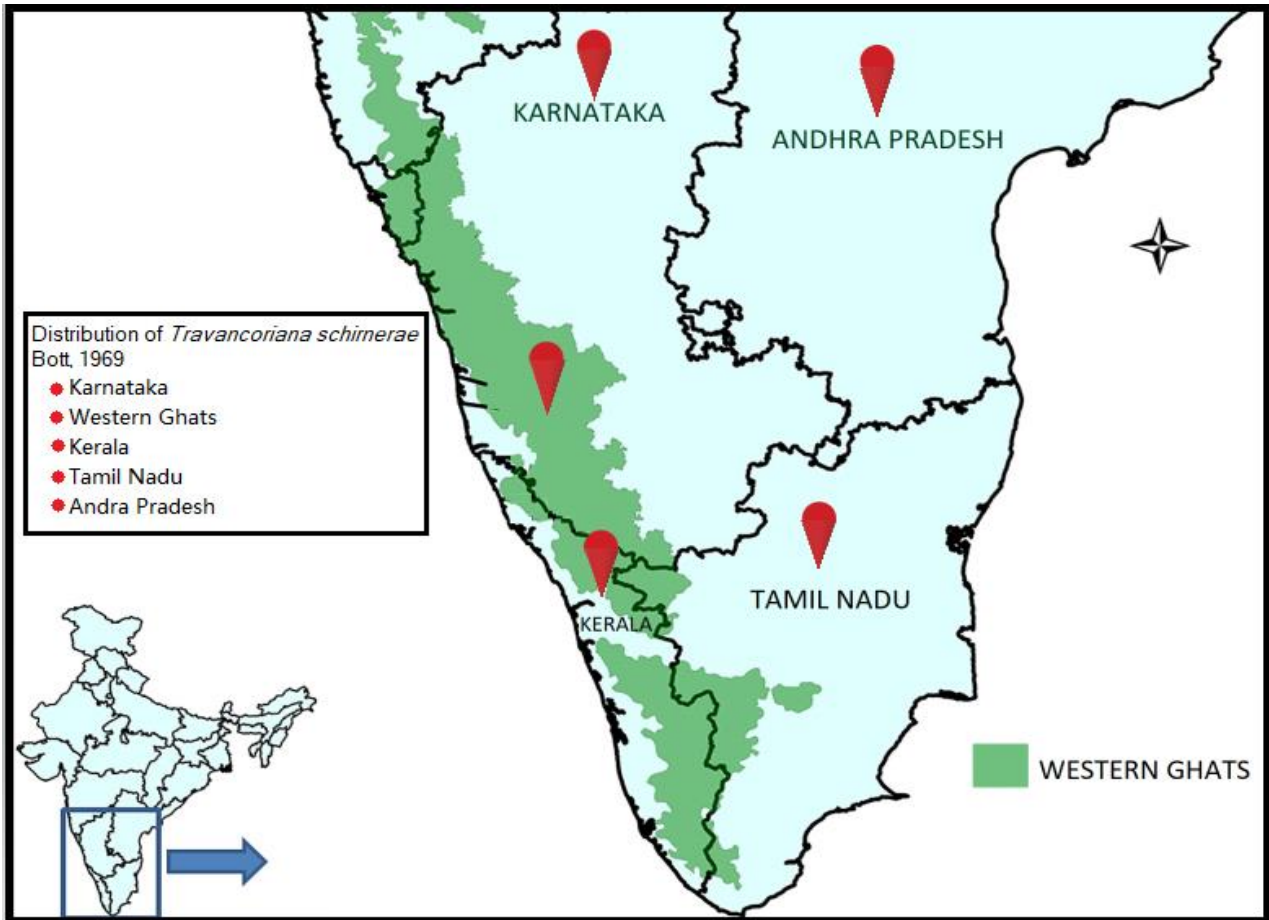 KARNATAKA
ANDHRA PRADESH
Distribution of Travancoriana schirnerae
Bott, 1969
Karnataka
Western Ghats
Kerala
Tamil Nadu
Andra Pradesh
TAMIL NADU
KERALA
WESTERN GHATS